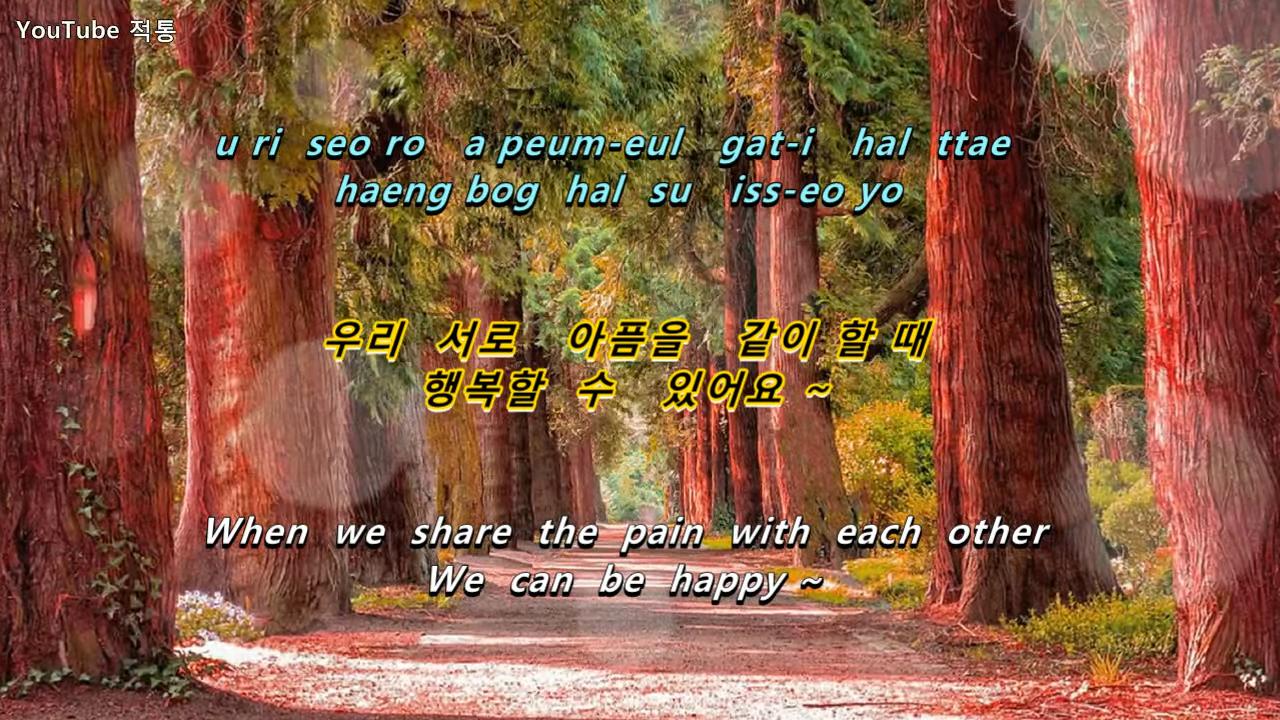 YouTube 적통
u ri seo ro a peum-eul gat-i hal ttae
haeng bog hal su iss-eo yo
우리 서로 아픔을 같이 할 때
행복할 수 있어요 ~
When we share the pain with each other
We can be happy ~